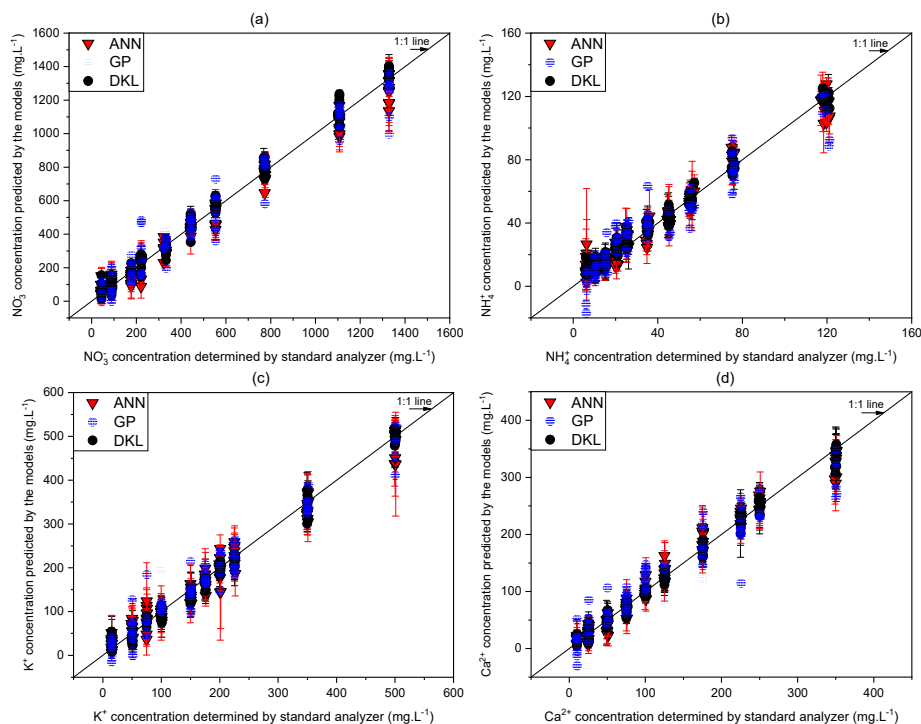 (a)
1600
1400
1200
1000
800
600
400
200
0
0 200 400 600 800 1000 1200 1400 1600
ANN
GP
DKL
1:1 line
NO₃⁻ concentration predicted by the models (mg.L⁻¹)
NO₃⁻ concentration determined by standard analyzer (mg.L⁻¹)
(b)
160
120
80
40
0
0 40 80 120 160
ANN
GP
DKL
1:1 line
NH₄⁺ concentration predicted by the models (mg.L⁻¹)
NH₄⁺ concentration determined by standard analyzer (mg.L⁻¹)
(c)
600
500
400
300
200
100
0
0 100 200 300 400 500 600
ANN
GP
DKL
1:1 line
K⁺ concentration predicted by the models (mg.L⁻¹)
K⁺ concentration determined by standard analyzer (mg.L⁻¹)
(d)
400
300
200
100
0
0 100 200 300 400
ANN
GP
DKL
1:1 line
Ca²⁺ concentration predicted by the models (mg.L⁻¹)
Ca²⁺ concentration determined by standard analyzer (mg.L⁻¹)